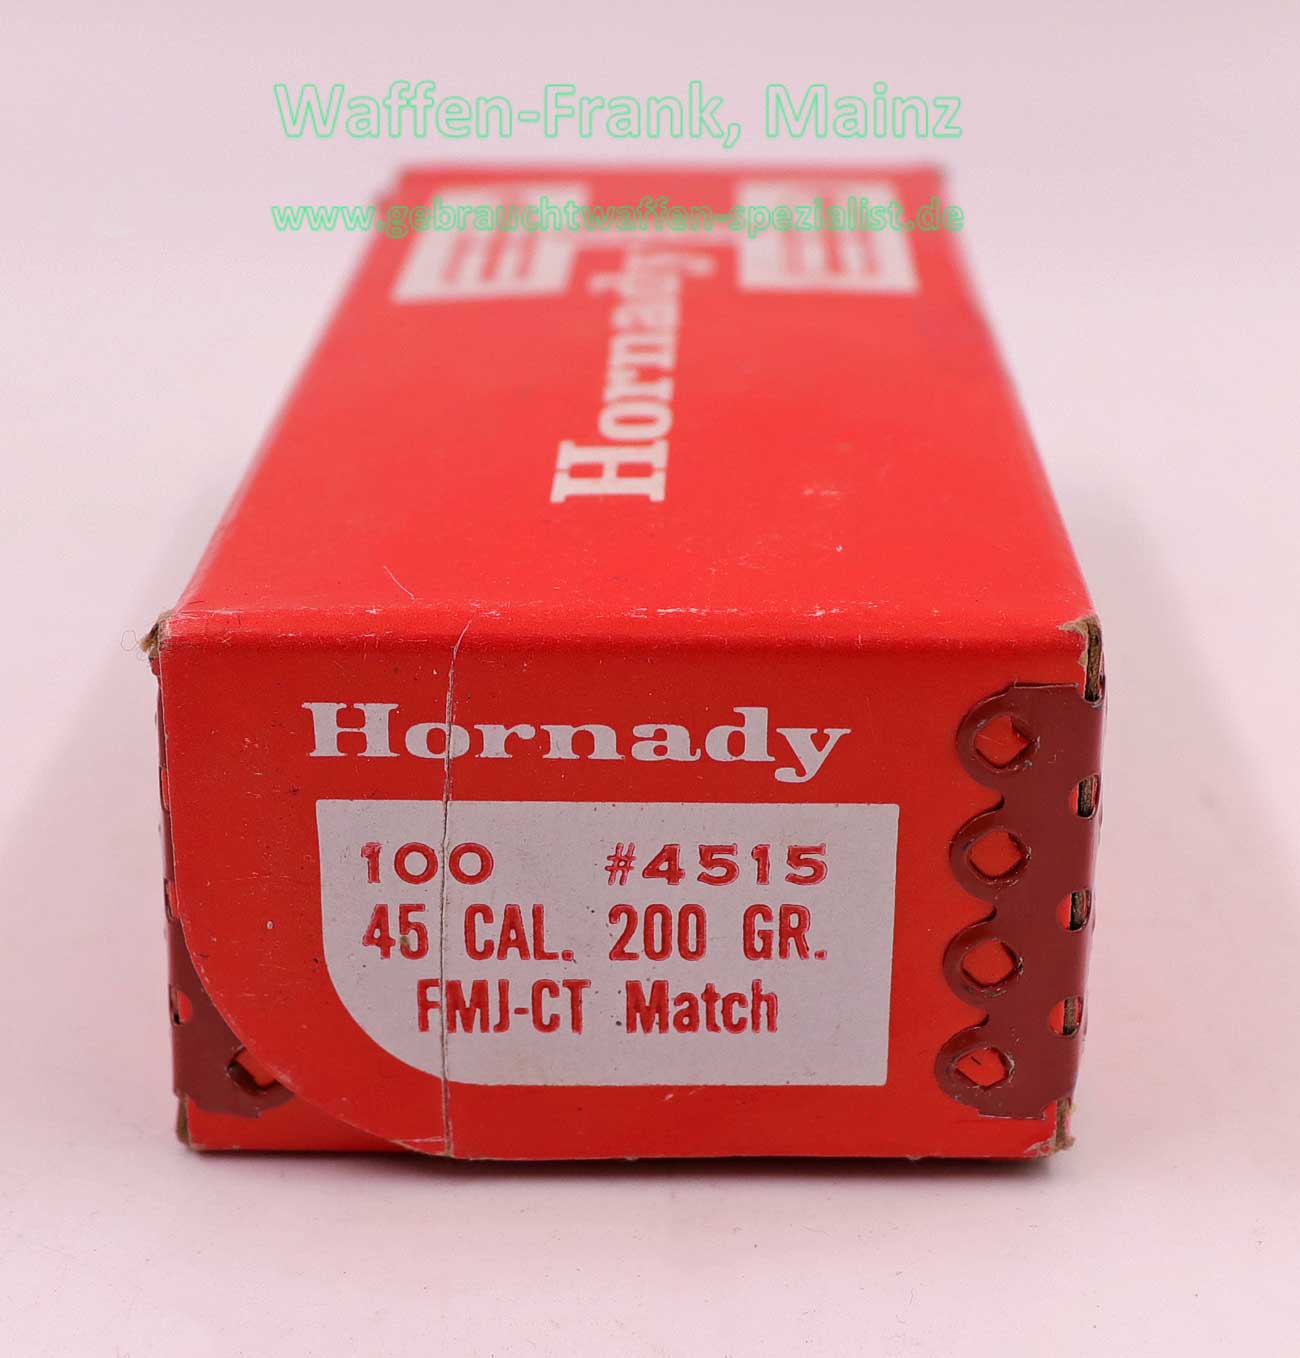 Waffen-Frank, Mainz
www.gebrauchtwaffen-spezialist.de
Hornady
Hornady
100 #4515
45 CAL. 200 GR.
FMJ-CT Match